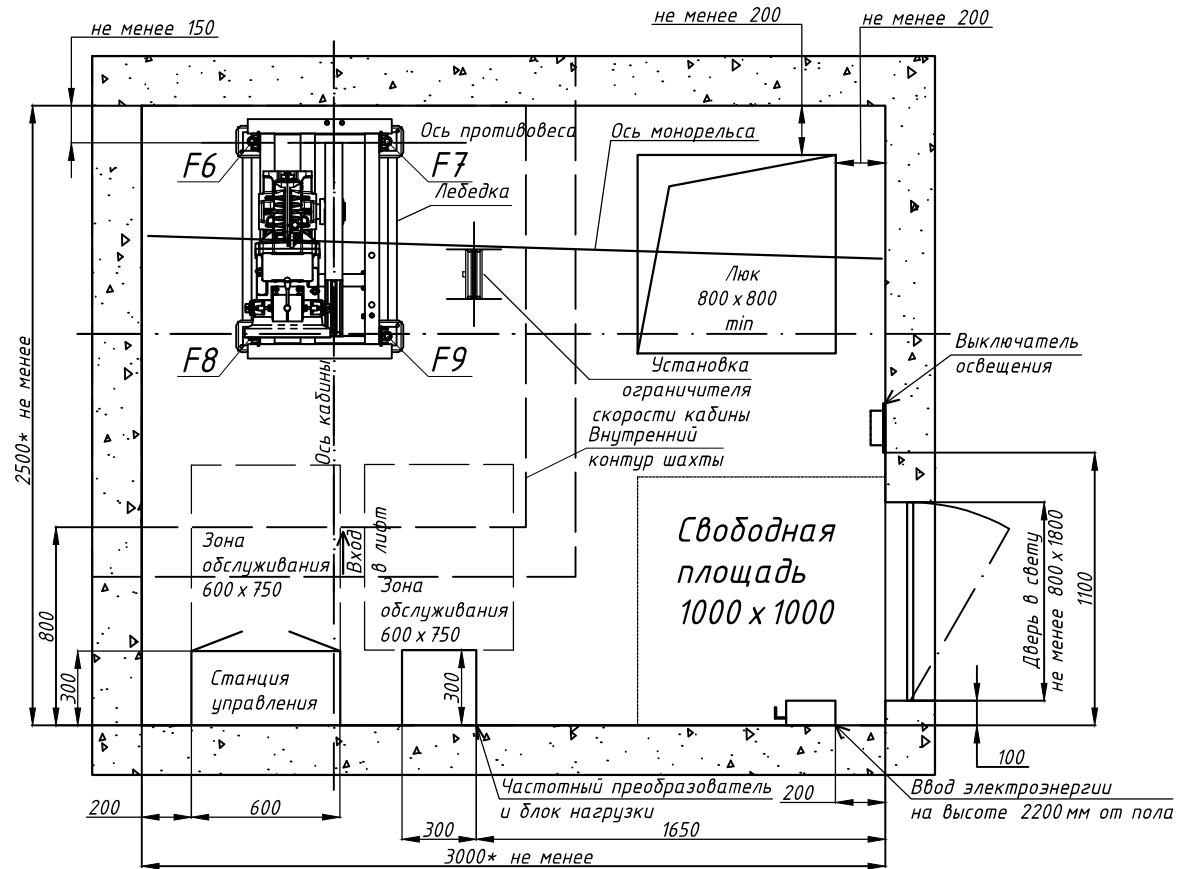 не менее 150
не менее 200
не менее 200
Ось противовеса
Ось монорельса
F6
F7
Лебедка
Люк
800 х 800
min
F8
F9
Выключатель
освещения
Установка
ограничителя
скорости кабины
Ось кабины
2500* не менее
Внутренний
контур шахты
Зона
обслуживания
600 х 750
Вход
в лифт
Зона
обслуживания
600 х 750
Свободная
площадь
1000 х 1000
Дверь в свету
не менее 800 х 1800
1100
800
300
Станция
управления
300
100
Частотный преобразователь
и блок нагрузки
Ввод электроэнергии
на высоте 2200 мм от пола
200
600
200
300
1650
3000* не менее